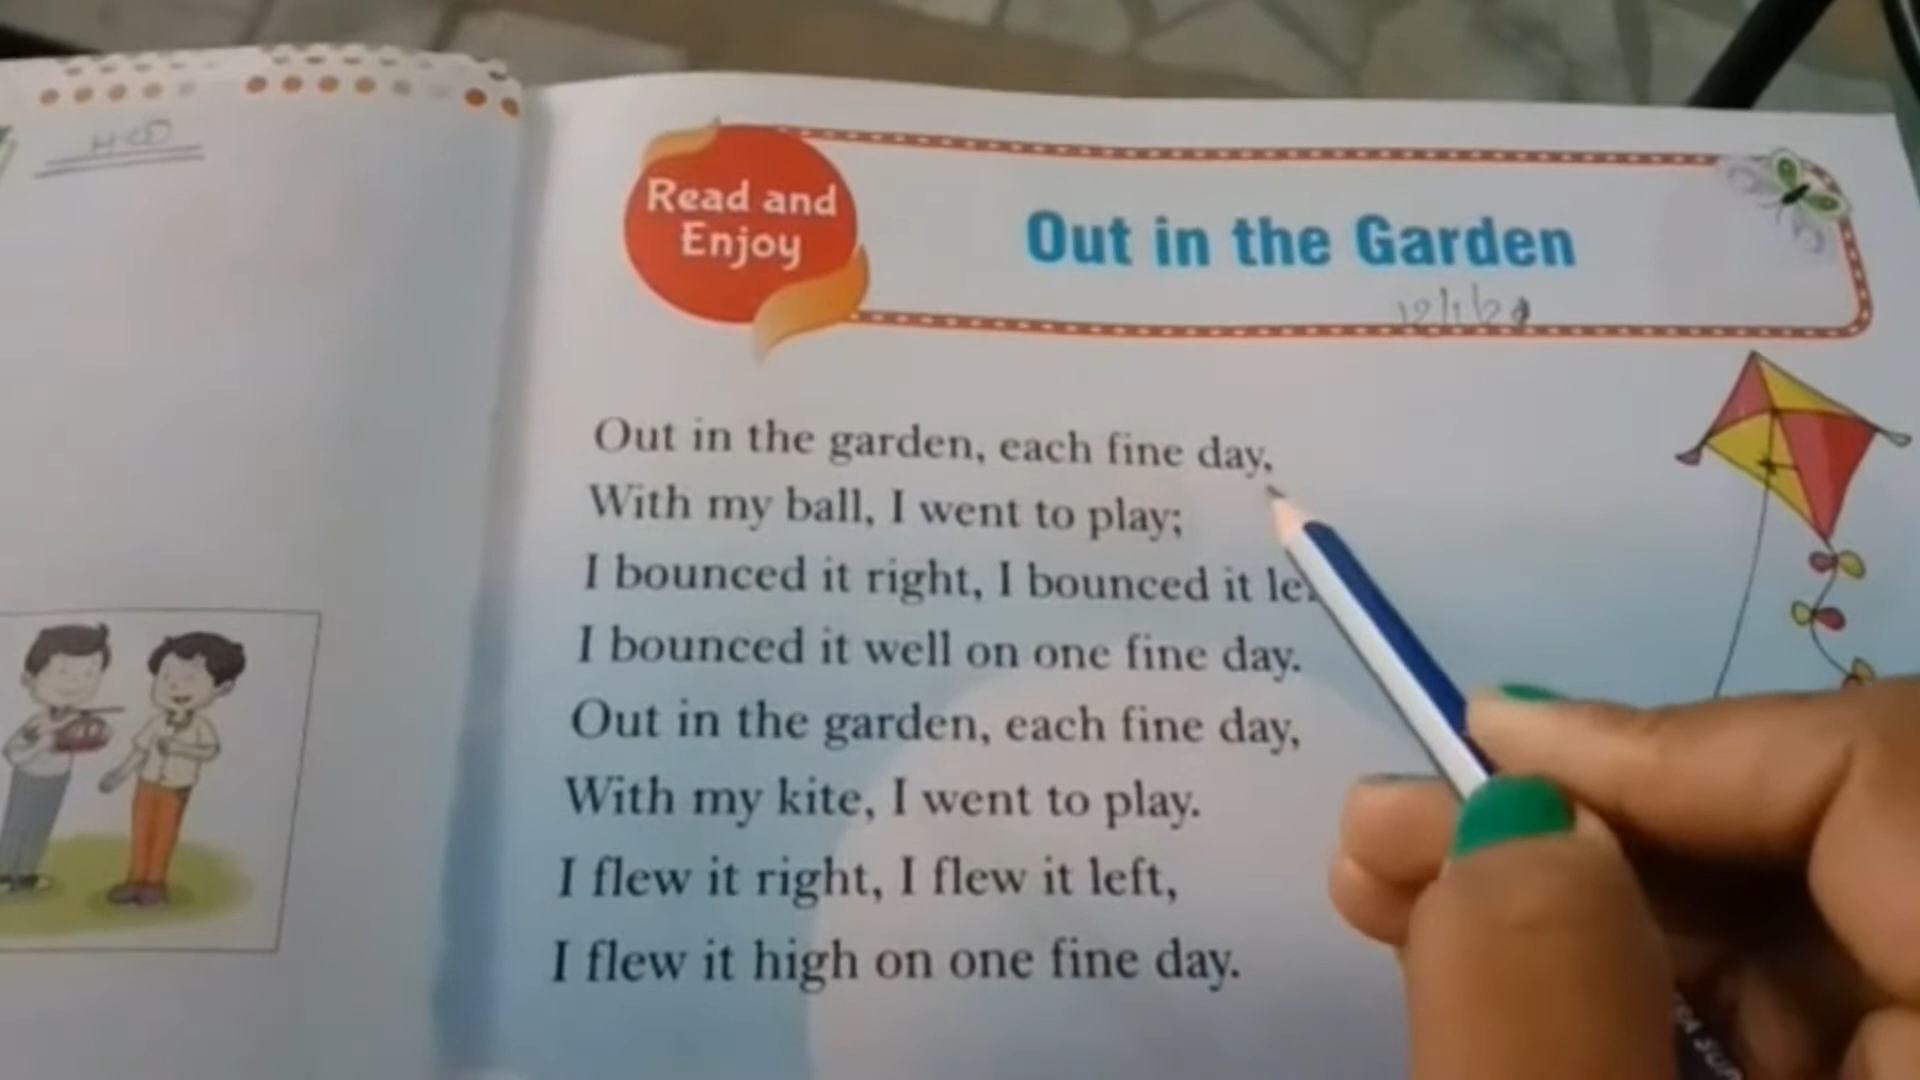 Read and
Enjoy
Out in the Garden
Out in the garden, each fine day,
With my ball, I went to play;
I bounced it right, I bounced it
I bounced it well on one fine day.
Out in the garden, each fine day,
With my kite, I went to play.
I flew it right, I flew it left,
I flew it high on one fine day.